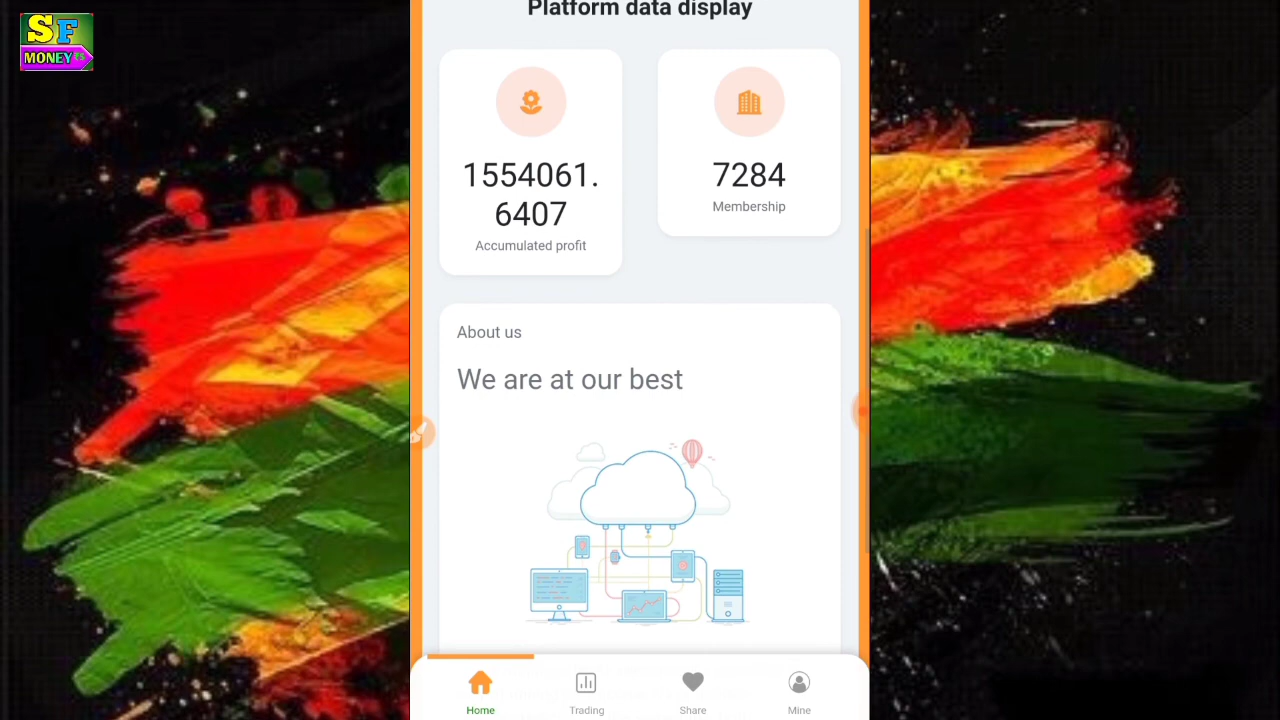 SF
MONEY
Platform data display
1554061.
6407
Accumulated profit
7284
Membership
About us
We are at our best
Home
Trading
Share
Mine